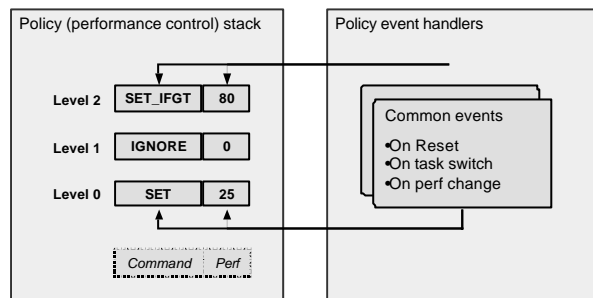 Policy (performance control) stack
Policy event handlers
Level 2 SET_IFGT 80
Level 1 IGNORE 0
Level 0 SET 25
Command Perf
Common events
•On Reset
•On task switch
•On perf change